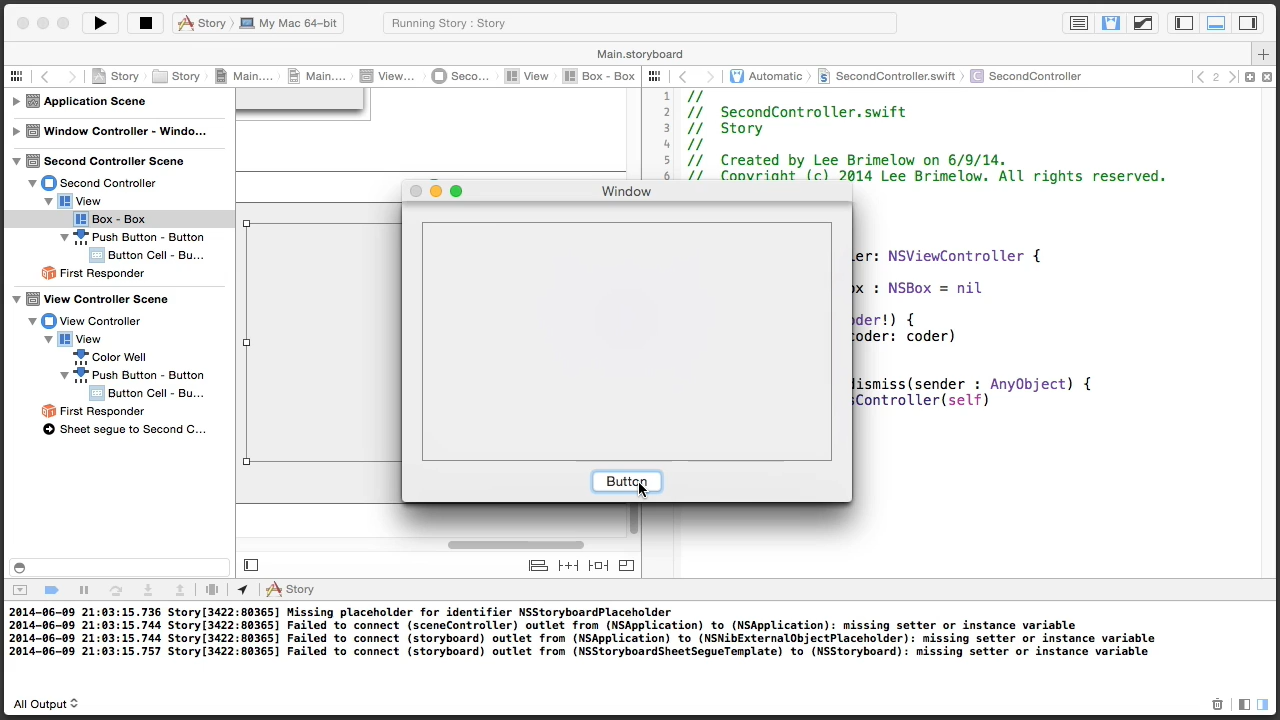 Story
My Mac 64-bit
Running Story : Story
Main.storyboard
Story
Story
Main....
Main....
View...
Seco...
View
Box - Box
Automatic
SecondController.swift
SecondController
2
Application Scene
Window Controller - Windo...
Second Controller Scene
Second Controller
View
Box - Box
Push Button - Button
Button Cell - Bu...
First Responder
View Controller Scene
View Controller
View
Color Well
Push Button - Button
Button Cell - Bu...
First Responder
Sheet segue to Second C...
1 //
2 // SecondController.swift
3 // Story
4 //
5 // Created by Lee Brimelow on 6/9/14.
6 // Copyright (c) 2014 Lee Brimelow. All rights reserved.
Window
ler: NSViewController {
ox : NSBox = nil
oder!) {
coder: coder)
dismiss(sender : AnyObject) {
sController(self)
Button
Story
2014-06-09 21:03:15.736 Story[3422:80365] Missing placeholder for identifier NSStoryboardPlaceholder
2014-06-09 21:03:15.744 Story[3422:80365] Failed to connect (sceneController) outlet from (NSApplication) to (NSApplication): missing setter or instance variable
2014-06-09 21:03:15.744 Story[3422:80365] Failed to connect (storyboard) outlet from (NSApplication) to (NSNibExternalObjectPlaceholder): missing setter or instance variable
2014-06-09 21:03:15.757 Story[3422:80365] Failed to connect (storyboard) outlet from (NSStoryboardSheetSegueTemplate) to (NSStoryboard): missing setter or instance variable
All Output